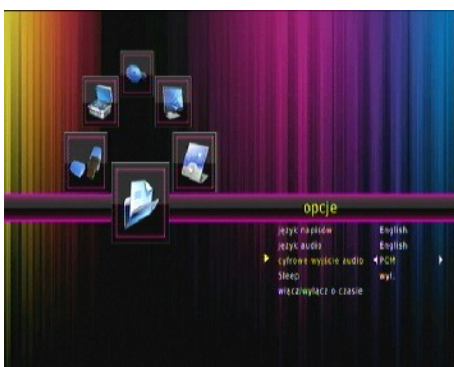 opcje
język napisów English
język audio English
cyfrowe wyjście audio PCM
Sleep wył.
włącz/wyłącz o czasie